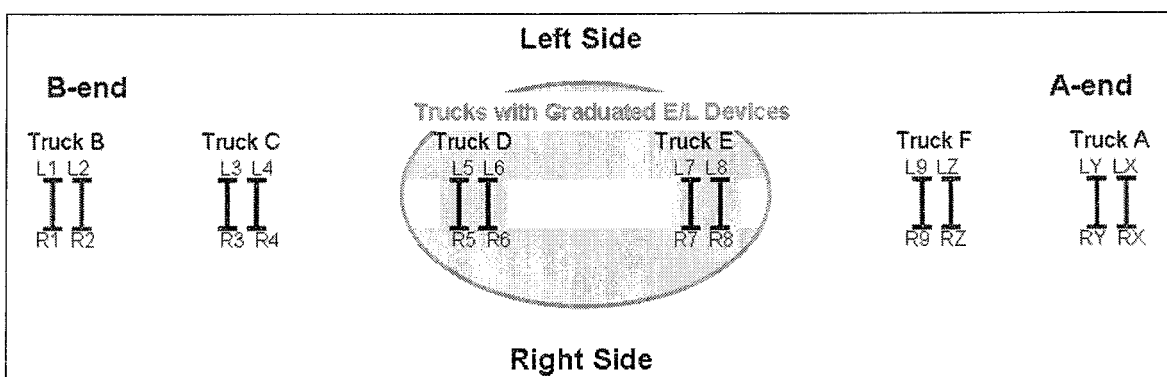 Left Side
B-end A-end
Trucks with Graduated E/L Devices
Truck B Truck C Truck D Truck E Truck F Truck A
L1 L2 L3 L4 L5 L6 L7 L8 L9 LZ LY LX
R1 R2 R3 R4 R5 R6 R7 R8 R9 RZ RY RX
Right Side